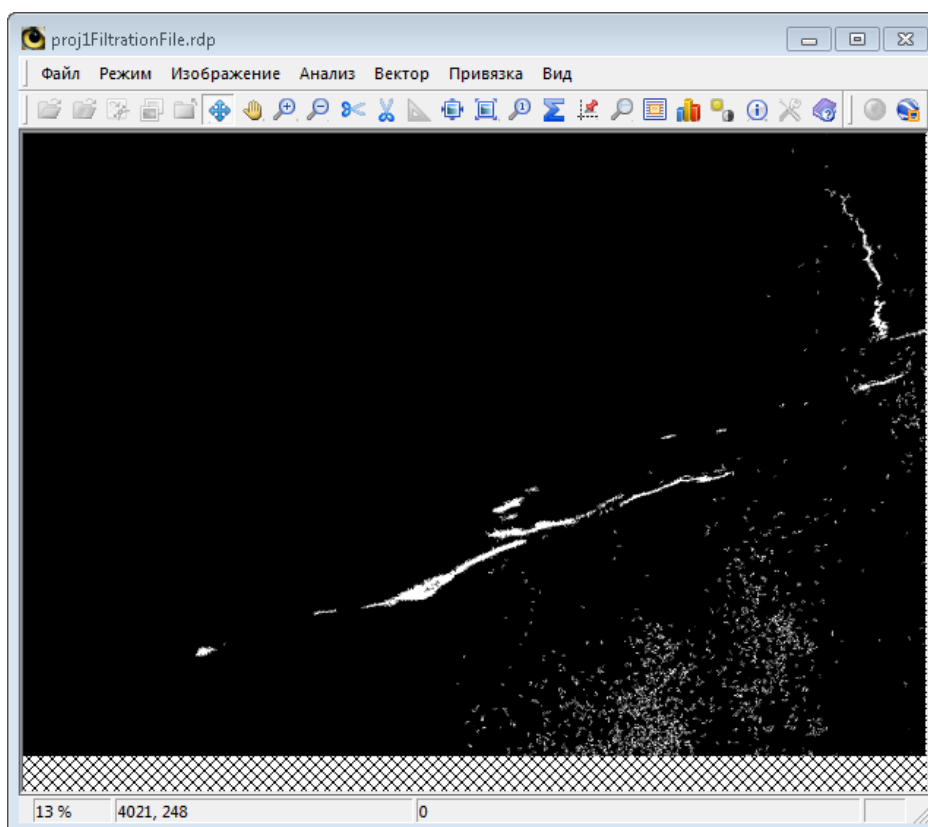 proj1FiltrationFile.rdp
Файл Режим Изображение Анализ Вектор Привязка Вид
13 % 4021, 248 0